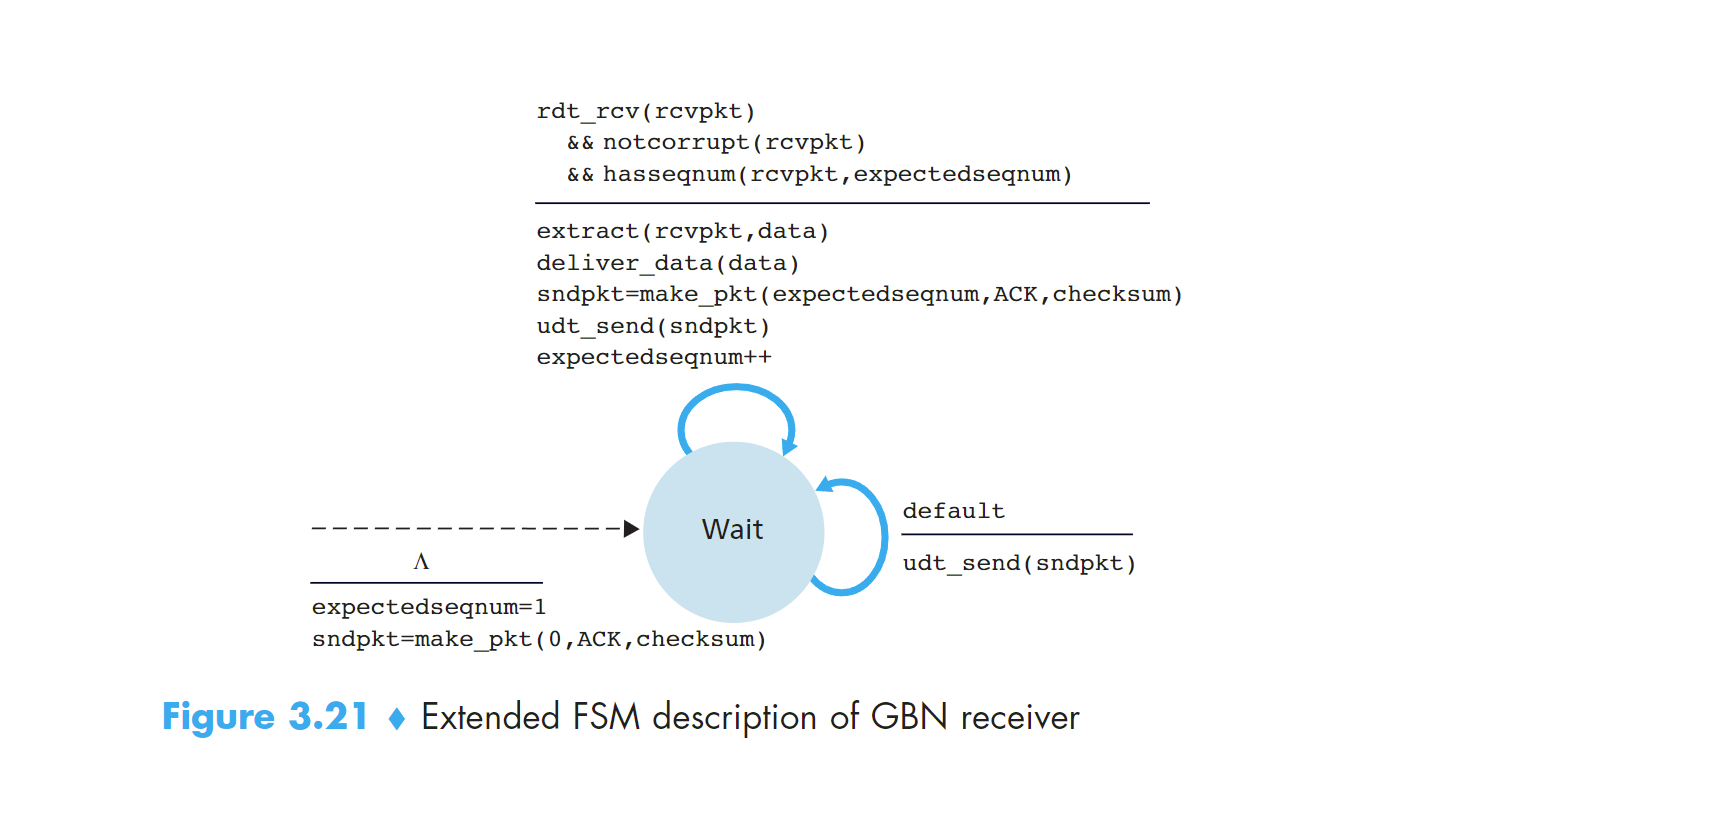 rdt_rcv(rcvpkt)
&& notcorrupt(rcvpkt)
&& hasseqnum(rcvpkt,expectedseqnum)
extract(rcvpkt,data)
deliver_data(data)
sndpkt=make_pkt(expectedseqnum,ACK,checksum)
udt_send(sndpkt)
expectedseqnum++
Wait
default
udt_send(sndpkt)
Λ
expectedseqnum=1
sndpkt=make_pkt(0,ACK,checksum)
Figure 3.21 ♦ Extended FSM description of GBN receiver